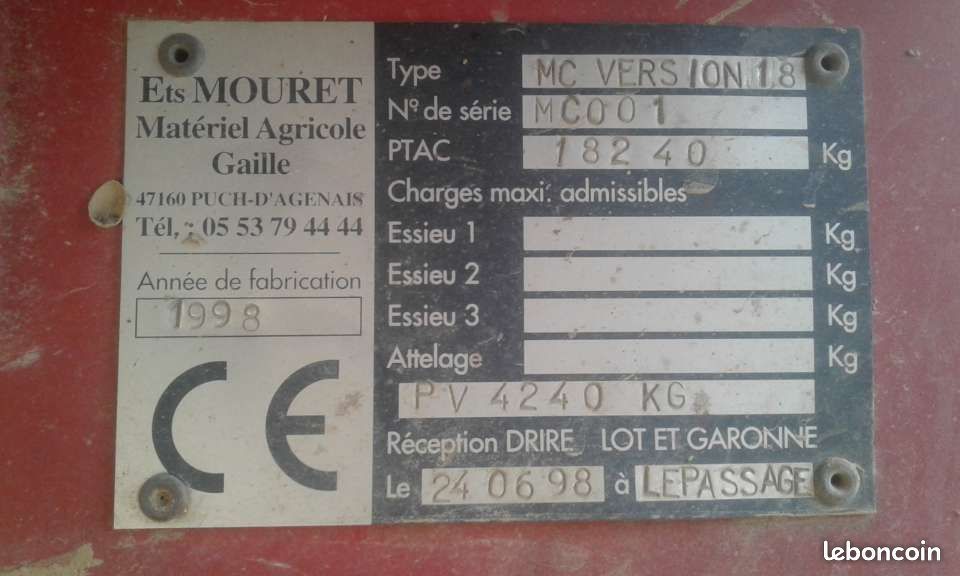 Ets MOURET
Matériel Agricole
Gaille
47160 PUCH-D'AGENAIS
Tél, : 05 53 79 44 44
Année de fabrication
1998
CE
Type MC VERSION 18
Nº de série MC001
PTAC 18240 Kg
Charges maxi. admissibles
Essieu 1 Kg
Essieu 2 Kg
Essieu 3 Kg
Attelage Kg
PV 4240 KG
Réception DRIRE LOT ET GARONNE
Le 24 06 98 à LEPASSAGE
leboncoin